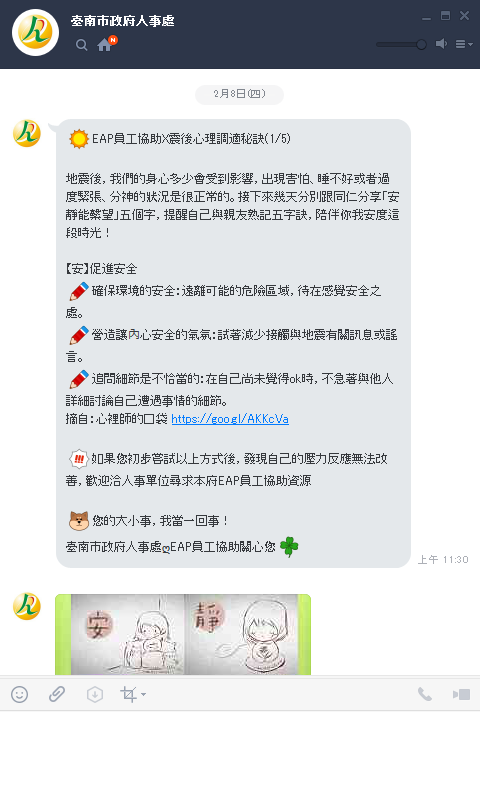 臺南市政府人事處
N
2月8日(四)
EAP員工協助X震後心理調適秘訣(1/5)
地震後，我們的身心多少會受到影響，出現害怕、睡不好或者過
度緊張、分神的狀況是很正常的。接下來幾天分別跟同仁分享「安
靜能繫望」五個字，提醒自己與親友熟記五字訣，陪伴你我安度這
段時光！
【安】促進安全
確保環境的安全：遠離可能的危險區域，待在感覺安全之
處。
營造讓內心安全的氣氛：試著減少接觸與地震有關訊息或謠
言。
追問細節是不恰當的：在自己尚未覺得ok時，不急著與他人
詳細討論自己遭遇事情的細節。
摘自：心裡師的口袋 https://goo.gl/AKKcVa
如果您初步嘗試以上方式後，發現自己的壓力反應無法改
善，歡迎洽人事單位尋求本府EAP員工協助資源
您的大小事，我當一回事！
臺南市政府人事處EAP員工協助關心您
上午 11:30
安
靜